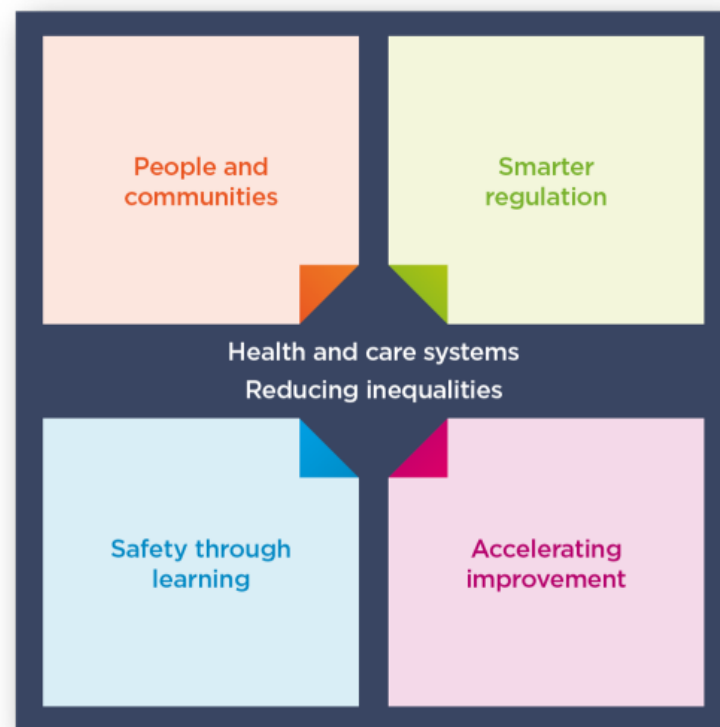 People and
communities
Smarter
regulation
Health and care systems
Reducing inequalities
Safety through
learning
Accelerating
improvement